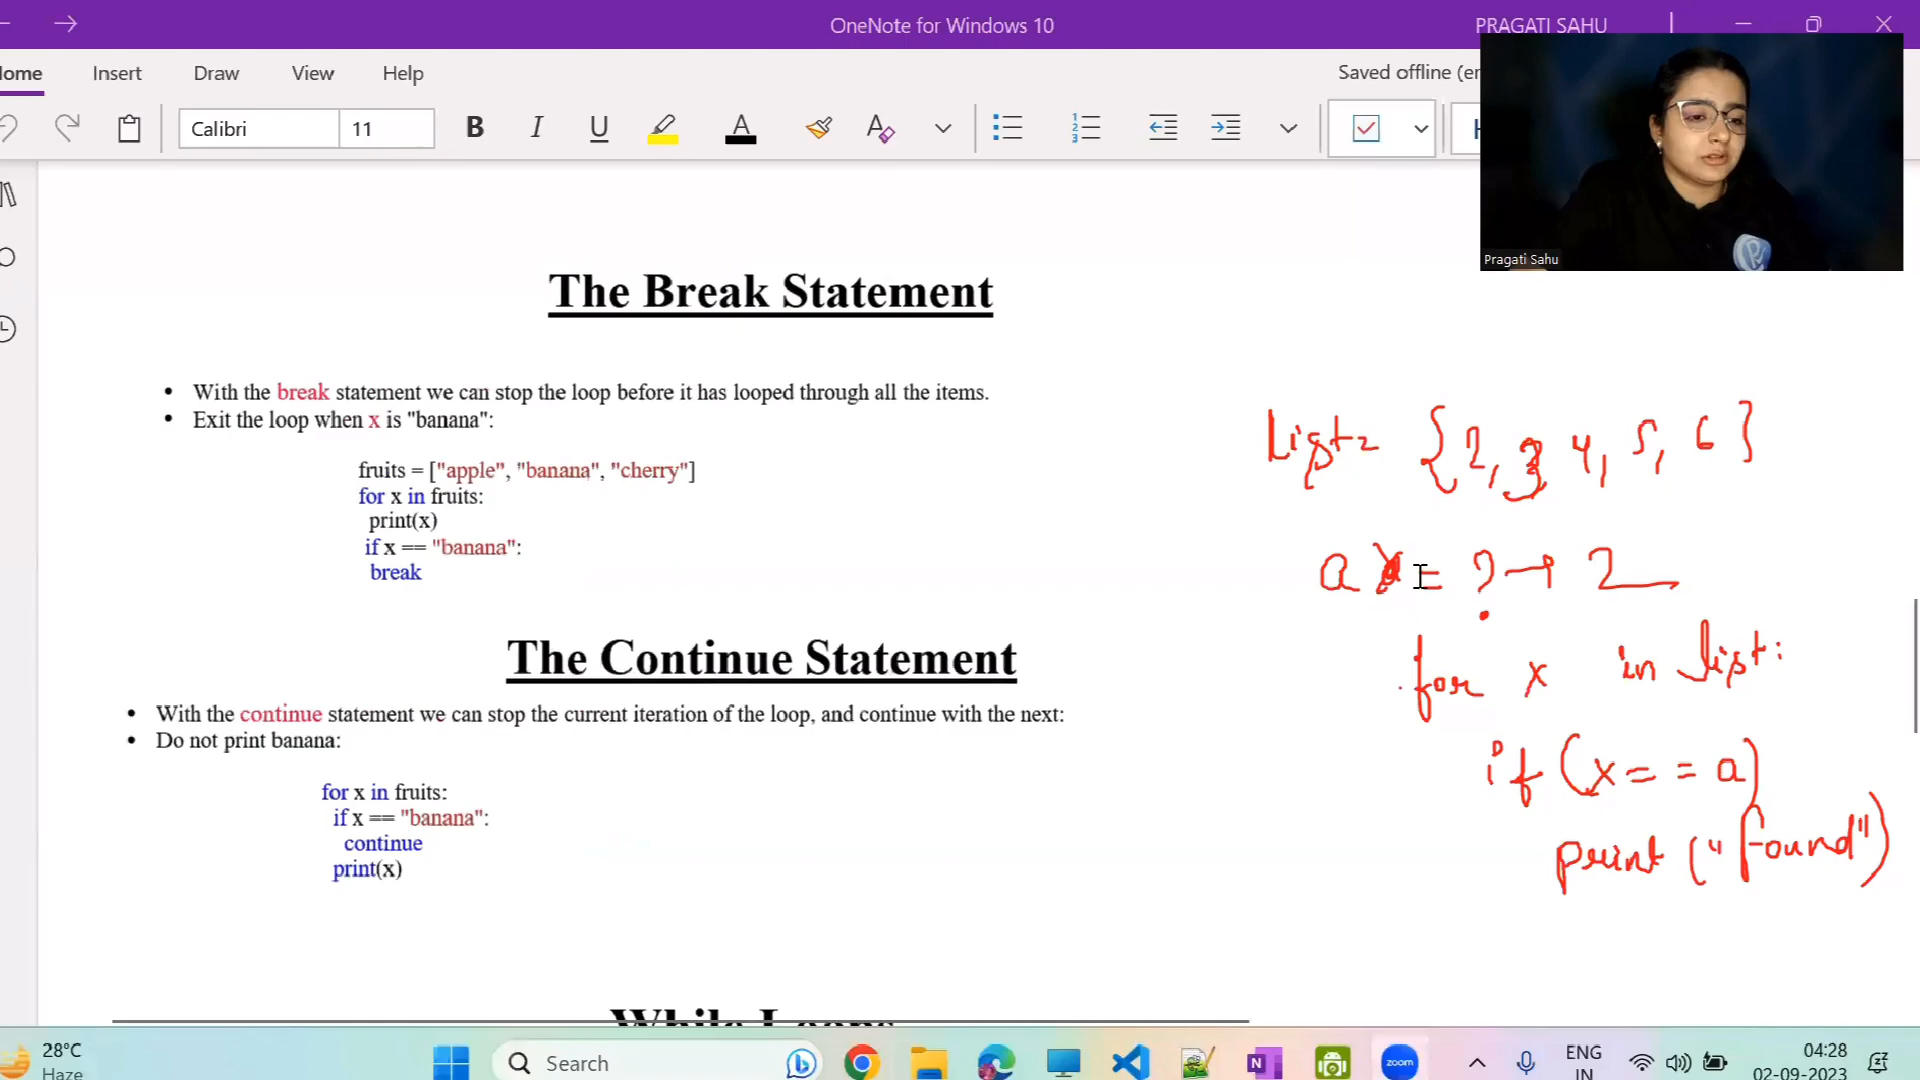 OneNote for Windows 10
PRAGATI SAHU
Home Insert Draw View Help
Saved offline (er
Calibri 11 B I U A
Pragati Sahu
The Break Statement
• With the break statement we can stop the loop before it has looped through all the items.
• Exit the loop when x is "banana":
fruits = ["apple", "banana", "cherry"]
for x in fruits:
print(x)
if x == "banana":
break
The Continue Statement
• With the continue statement we can stop the current iteration of the loop, and continue with the next:
• Do not print banana:
for x in fruits:
if x == "banana":
continue
print(x)
While Loops
list= {2, 3, 4, 5, 6}
a = ? → 2
for x in list:
if (x == a)
print ("found")
28°C
Haze
Search
zoom
ENG
IN
04:28
02-09-2023